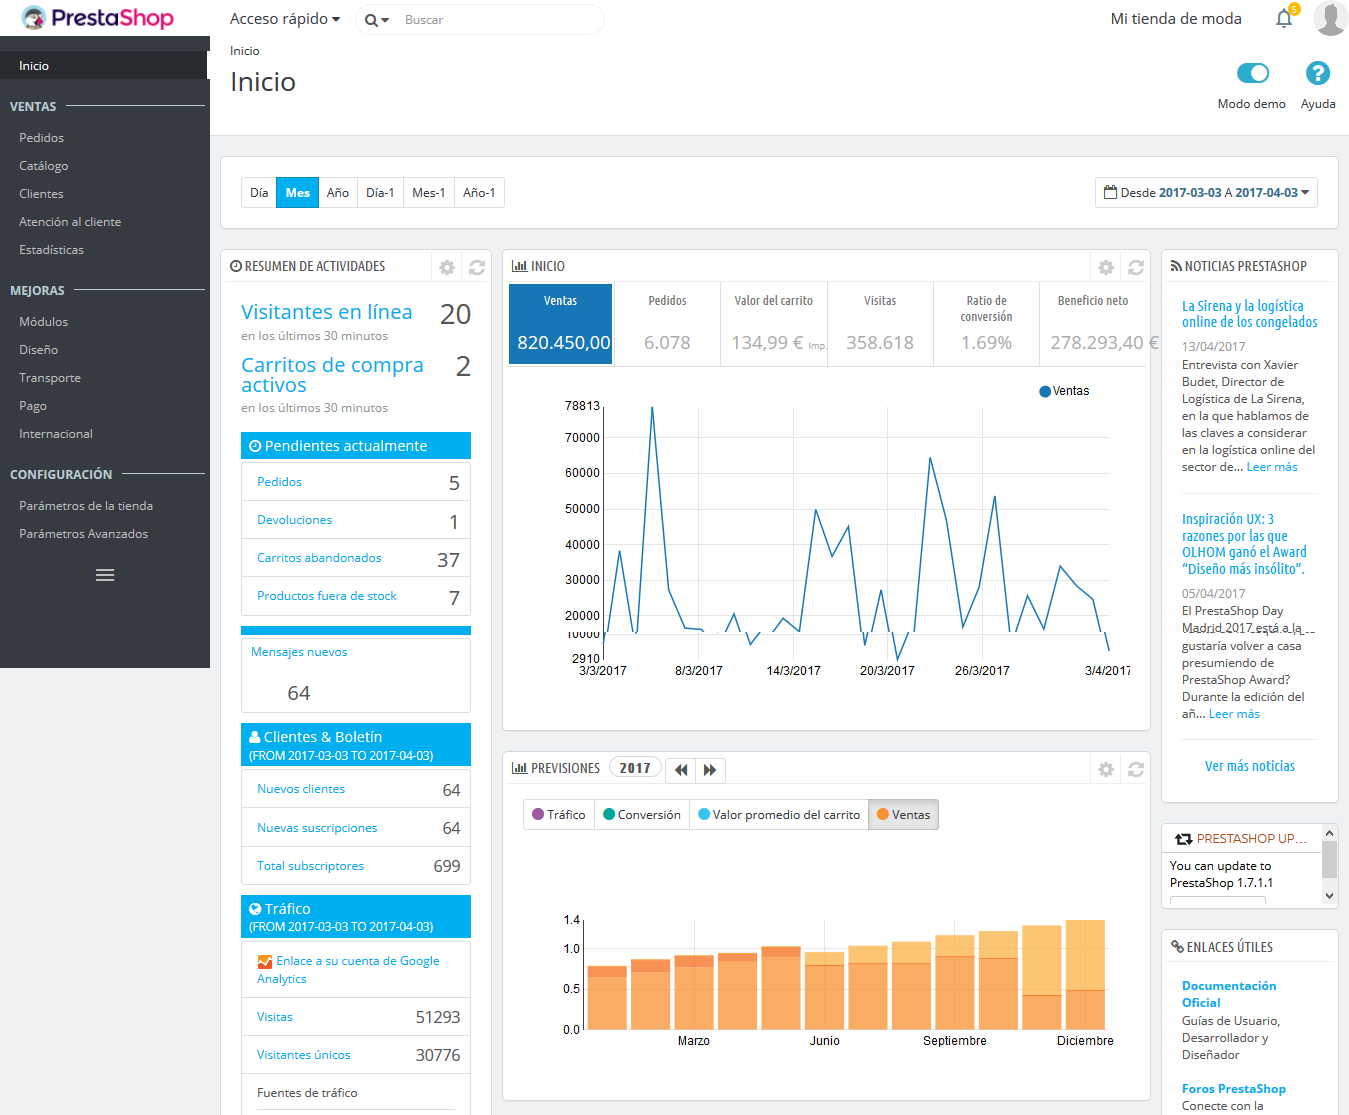 PrestaShop
Acceso rápido
Buscar
Mi tienda de moda
5
Inicio
Inicio
Modo demo
Ayuda
Inicio
VENTAS
Pedidos
Catálogo
Clientes
Atención al cliente
Estadísticas
MEJORAS
Módulos
Diseño
Transporte
Pago
Internacional
CONFIGURACIÓN
Parámetros de la tienda
Parámetros Avanzados
Día Mes Año Día-1 Mes-1 Año-1
Desde 2017-03-03 A 2017-04-03
RESUMEN DE ACTIVIDADES
Visitantes en línea 20
en los últimos 30 minutos
Carritos de compra activos 2
en los últimos 30 minutos
Pendientes actualmente
Pedidos 5
Devoluciones 1
Carritos abandonados 37
Productos fuera de stock 7
Mensajes nuevos
64
Clientes & Boletín
(FROM 2017-03-03 TO 2017-04-03)
Nuevos clientes 64
Nuevas suscripciones 64
Total subscriptores 699
Tráfico
(FROM 2017-03-03 TO 2017-04-03)
Enlace a su cuenta de Google
Analytics
Visitas 51293
Visitantes únicos 30776
Fuentes de tráfico
INICIO
Ventas
820.450,00
Pedidos
6.078
Valor del carrito
134,99 € Imp.
Visitas
358.618
Ratio de
conversión
1.69%
Beneficio neto
278.293,40 €
Ventas
78813
70000
60000
50000
40000
30000
20000
10000
2910
3/3/2017 8/3/2017 14/3/2017 20/3/2017 26/3/2017 3/4/2017
PREVISIONES 2017
Tráfico Conversión Valor promedio del carrito Ventas
1.4
1.0
0.5
0.0
Marzo Junio Septiembre Diciembre
NOTICIAS PRESTASHOP
La Sirena y la logística
online de los congelados
13/04/2017
Entrevista con Xavier
Budet, Director de
Logística de La Sirena,
en la que hablamos de
las claves a considerar
en la logística online del
sector de... Leer más
Inspiración UX: 3
razones por las que
OLHOM ganó el Award
“Diseño más insólito”.
05/04/2017
El PrestaShop Day
Madrid 2017 está a la
gustaría volver a casa
presumiendo de
PrestaShop Award?
Durante la edición del
añ... Leer más
Ver más noticias
PRESTASHOP UP...
You can update to
PrestaShop 1.7.1.1
ENLACES ÚTILES
Documentación
Oficial
Guías de Usuario,
Desarrollador y
Diseñador
Foros PrestaShop
Conecte con la